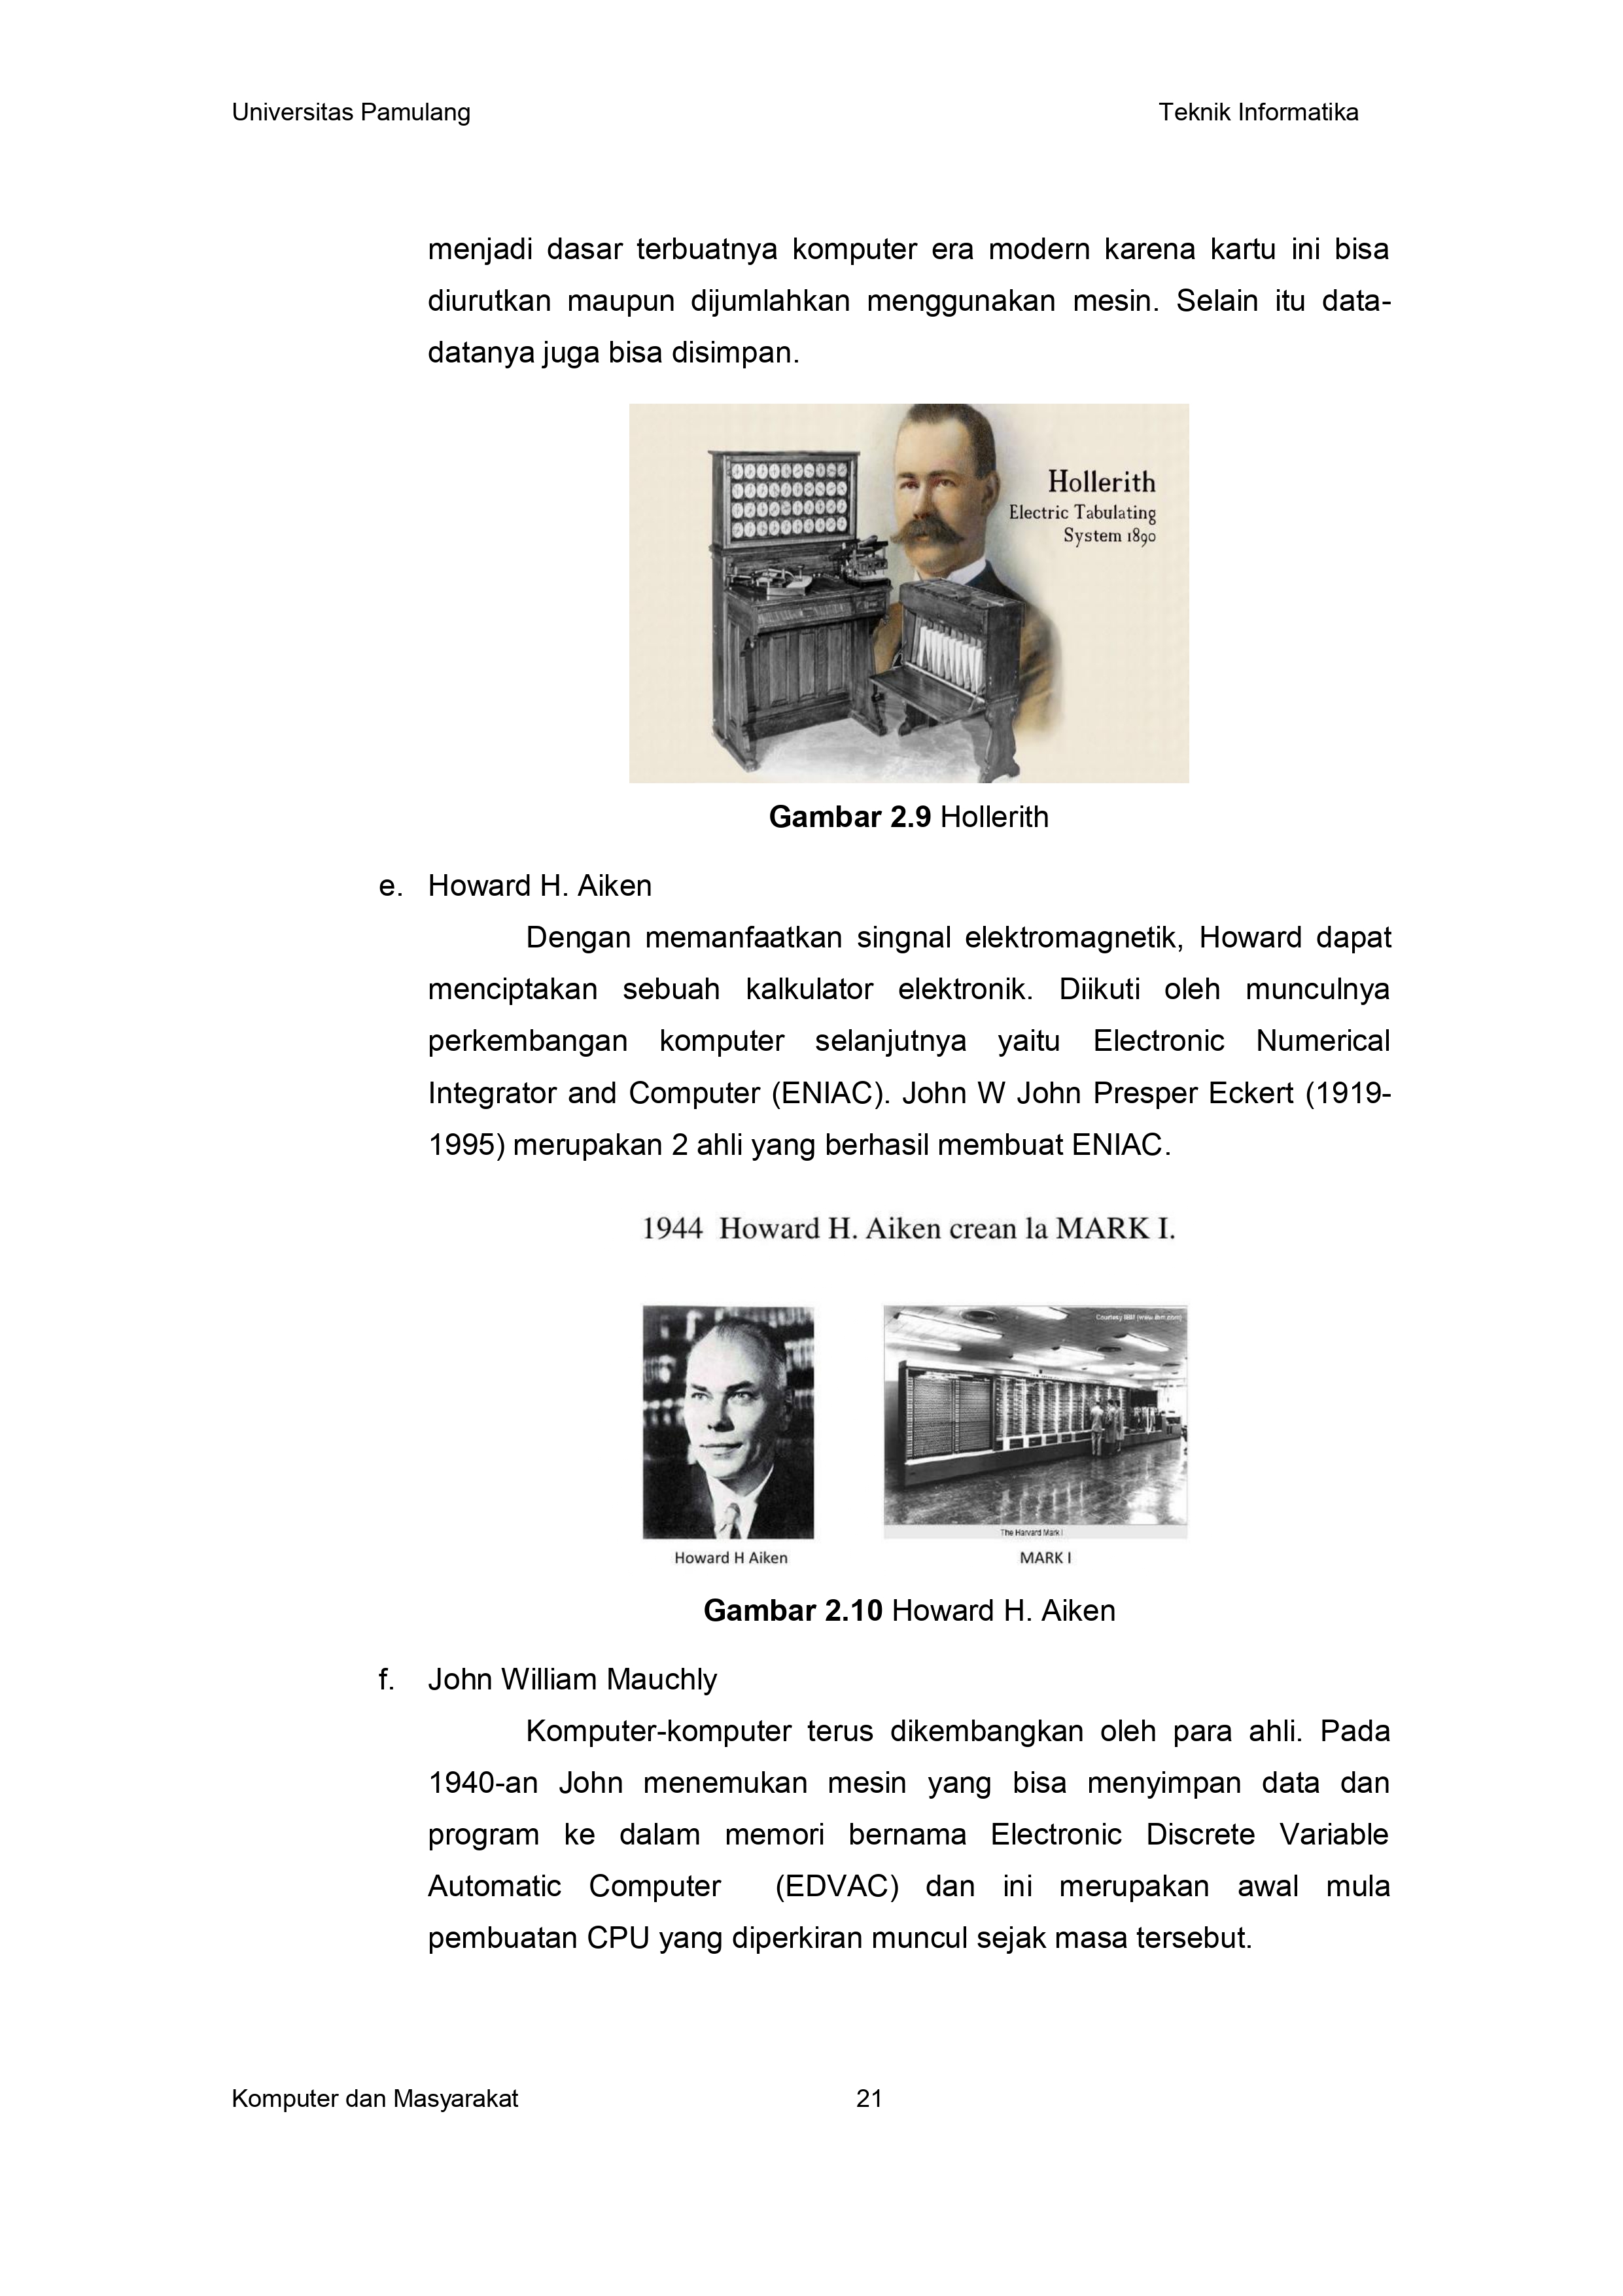 Universitas Pamulang Teknik Informatika
menjadi dasar terbuatnya komputer era modern karena kartu ini bisa
diurutkan maupun dijumlahkan menggunakan mesin. Selain itu data-
datanya juga bisa disimpan.
Hollerith
Electric Tabulating
System 1890
Gambar 2.9 Hollerith
e. Howard H. Aiken
Dengan memanfaatkan singnal elektromagnetik, Howard dapat
menciptakan sebuah kalkulator elektronik. Diikuti oleh munculnya
perkembangan komputer selanjutnya yaitu Electronic Numerical
Integrator and Computer (ENIAC). John W John Presper Eckert (1919-
1995) merupakan 2 ahli yang berhasil membuat ENIAC.
1944 Howard H. Aiken crean la MARK I.
Courtesy IBM (www.ibm.com)
The Harvard Mark I
Howard H Aiken MARK I
Gambar 2.10 Howard H. Aiken
f. John William Mauchly
Komputer-komputer terus dikembangkan oleh para ahli. Pada
1940-an John menemukan mesin yang bisa menyimpan data dan
program ke dalam memori bernama Electronic Discrete Variable
Automatic Computer (EDVAC) dan ini merupakan awal mula
pembuatan CPU yang diperkiran muncul sejak masa tersebut.
Komputer dan Masyarakat 21